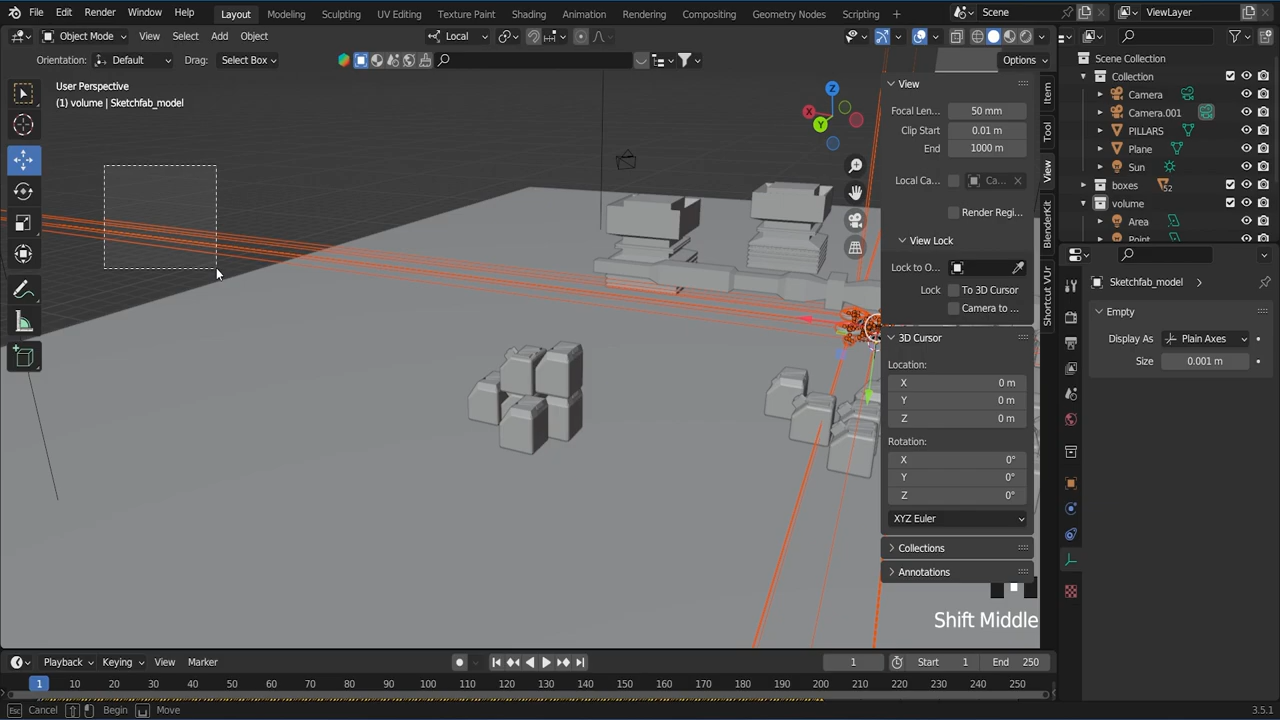 File Edit Render Window Help Layout Modeling Sculpting UV Editing Texture Paint Shading Animation Rendering Compositing Geometry Nodes Scripting + Scene ViewLayer
Object Mode View Select Add Object Local
Orientation: Default Drag: Select Box Options
User Perspective
(1) volume | Sketchfab_model
Z
X
Y
View
Focal Len... 50 mm
Clip Start 0.01 m
End 1000 m
Local Ca... Ca...
Render Regi...
View Lock
Lock to O...
Lock To 3D Cursor
Camera to ...
3D Cursor
Location:
X 0 m
Y 0 m
Z 0 m
Rotation:
X 0°
Y 0°
Z 0°
XYZ Euler
Collections
Annotations
Item
Tool
View
BlenderKit
Shortcut VUr
Scene Collection
Collection
Camera
Camera.001
PILLARS
Plane
Sun
boxes 52
volume
Area
Point
Sketchfab_model
Empty
Display As Plain Axes
Size 0.001 m
Shift Middle
Playback Keying View Marker 1 Start 1 End 250
1 10 20 30 40 50 60 70 80 90 100 110 120 130 140 150 160 170 180 190 200 210 220 230 240 250
Esc Cancel Begin Move 3.5.1